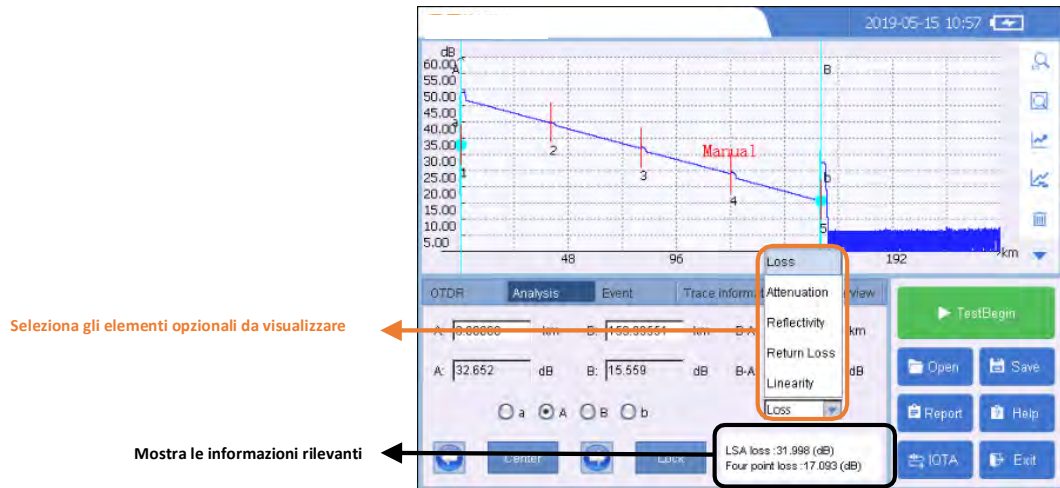 2019-05-15 10:57
dB
60.00
55.00
50.00
45.00
40.00
35.00
30.00
25.00
20.00
15.00
10.00
5.00
A
a
1
2
3
Manual
4
B
b
5
48
96
192
km
OTDR
Analysis
Event
Trace
Loss
Attenuation
Reflectivity
Return Loss
Linearity
Loss
A:
km
B:
km
B-A
km
A: 32.652 dB
B: 15.559 dB
B-A
dB
a A B b
Center
Lock
LSA loss :31.998 (dB)
Four point loss :17.093 (dB)
TestBegin
Open
Save
Report
Help
IOTA
Exit
Seleziona gli elementi opzionali da visualizzare
Mostra le informazioni rilevanti